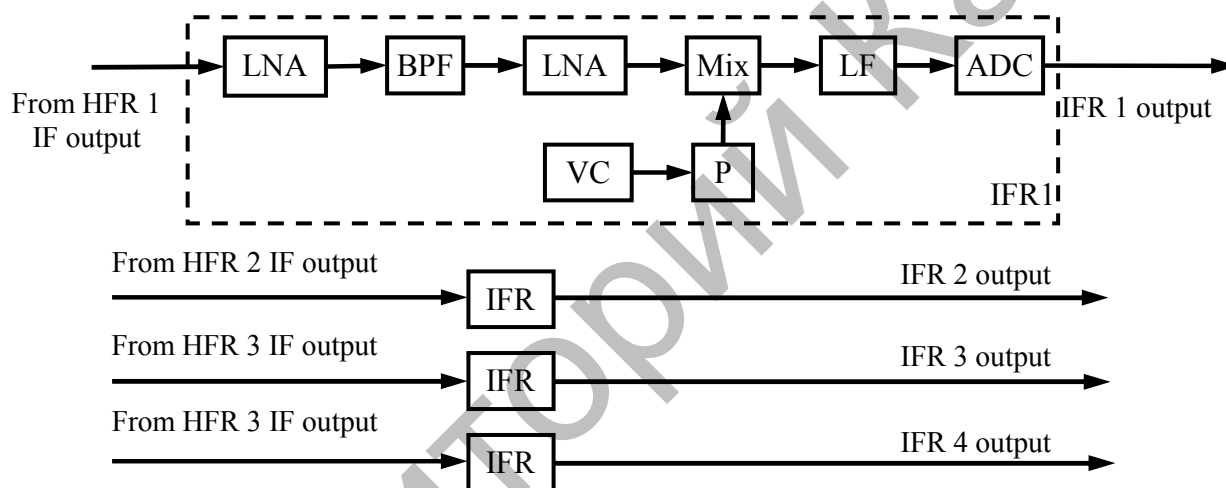 LNA
BPF
LNA
Mix
LF
ADC
From HFR 1
IF output
IFR 1 output
VC
P
IFR1
From HFR 2 IF output
IFR
IFR 2 output
From HFR 3 IF output
IFR
IFR 3 output
From HFR 3 IF output
IFR
IFR 4 output